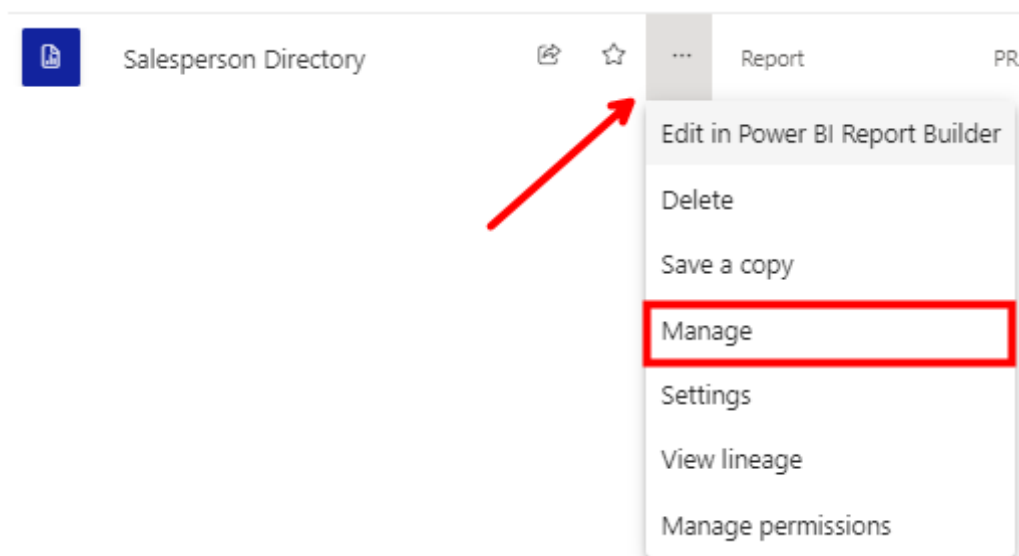 Salesperson Directory ... Report PR
Edit in Power BI Report Builder
Delete
Save a copy
Manage
Settings
View lineage
Manage permissions